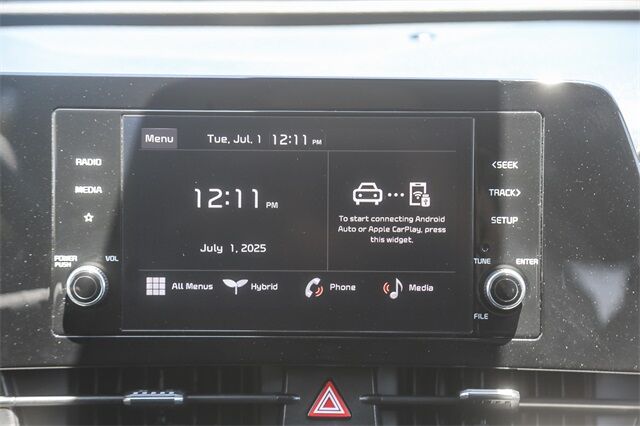 Menu
Tue, Jul. 1 12:11 PM
RADIO
MEDIA
POWER
PUSH
VOL
12:11 PM
July 1, 2025
To start connecting Android
Auto or Apple CarPlay, press
this widget.
All Menus
Hybrid
Phone
Media
<SEEK
TRACK>
SETUP
TUNE
ENTER
FILE